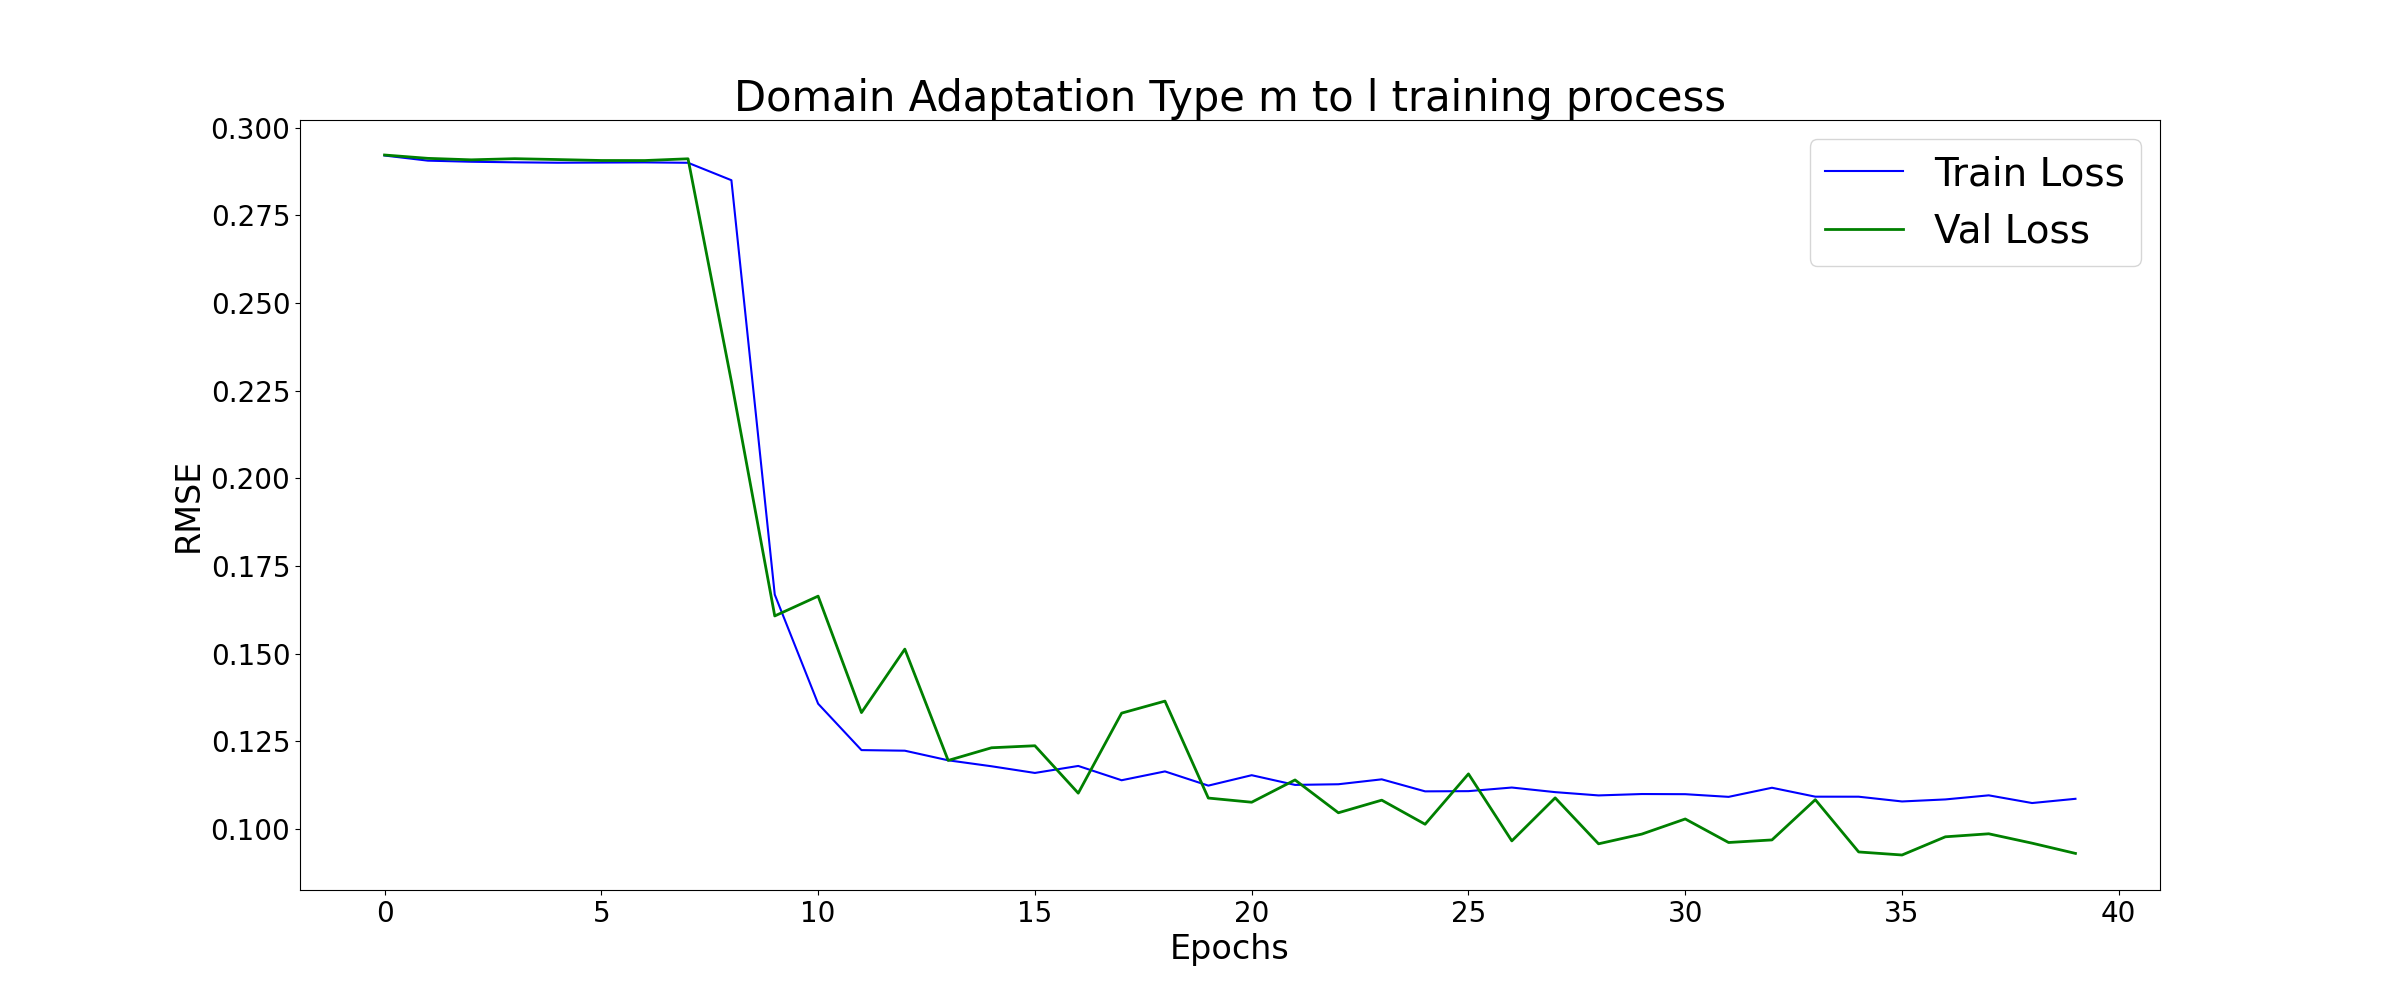 Domain Adaptation Type m to l training process
0.300
0.275
0.250
0.225
0.200
0.175
0.150
0.125
0.100
RMSE
Train Loss
Val Loss
0 5 10 15 20 25 30 35 40
Epochs